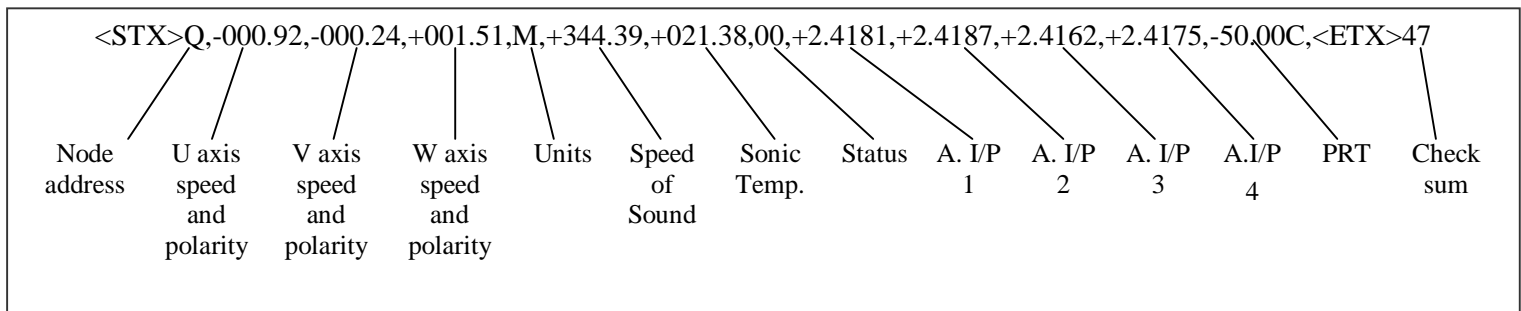 <STX>Q,-000.92,-000.24,+001.51,M,+344.39,+021.38,00,+2.4181,+2.4187,+2.4162,+2.4175,-50.00C,<ETX>47
Node address
U axis speed and polarity
V axis speed and polarity
W axis speed and polarity
Units
Speed of Sound
Sonic Temp.
Status
A. I/P 1
A. I/P 2
A. I/P 3
A.I/P 4
PRT
Check sum